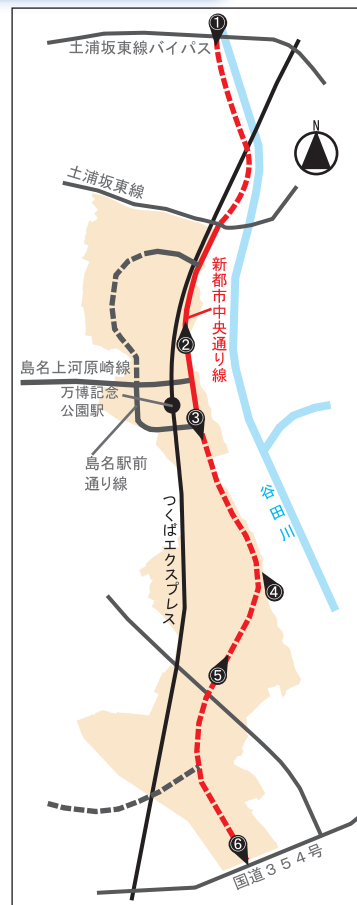 ①
土浦坂東線バイパス
N
土浦坂東線
新都市中央通り線
②
島名上河原崎線
万博記念
公園駅
③
島名駅前
通り線
つくばエクスプレス
谷田川
④
⑤
⑥
国道354号